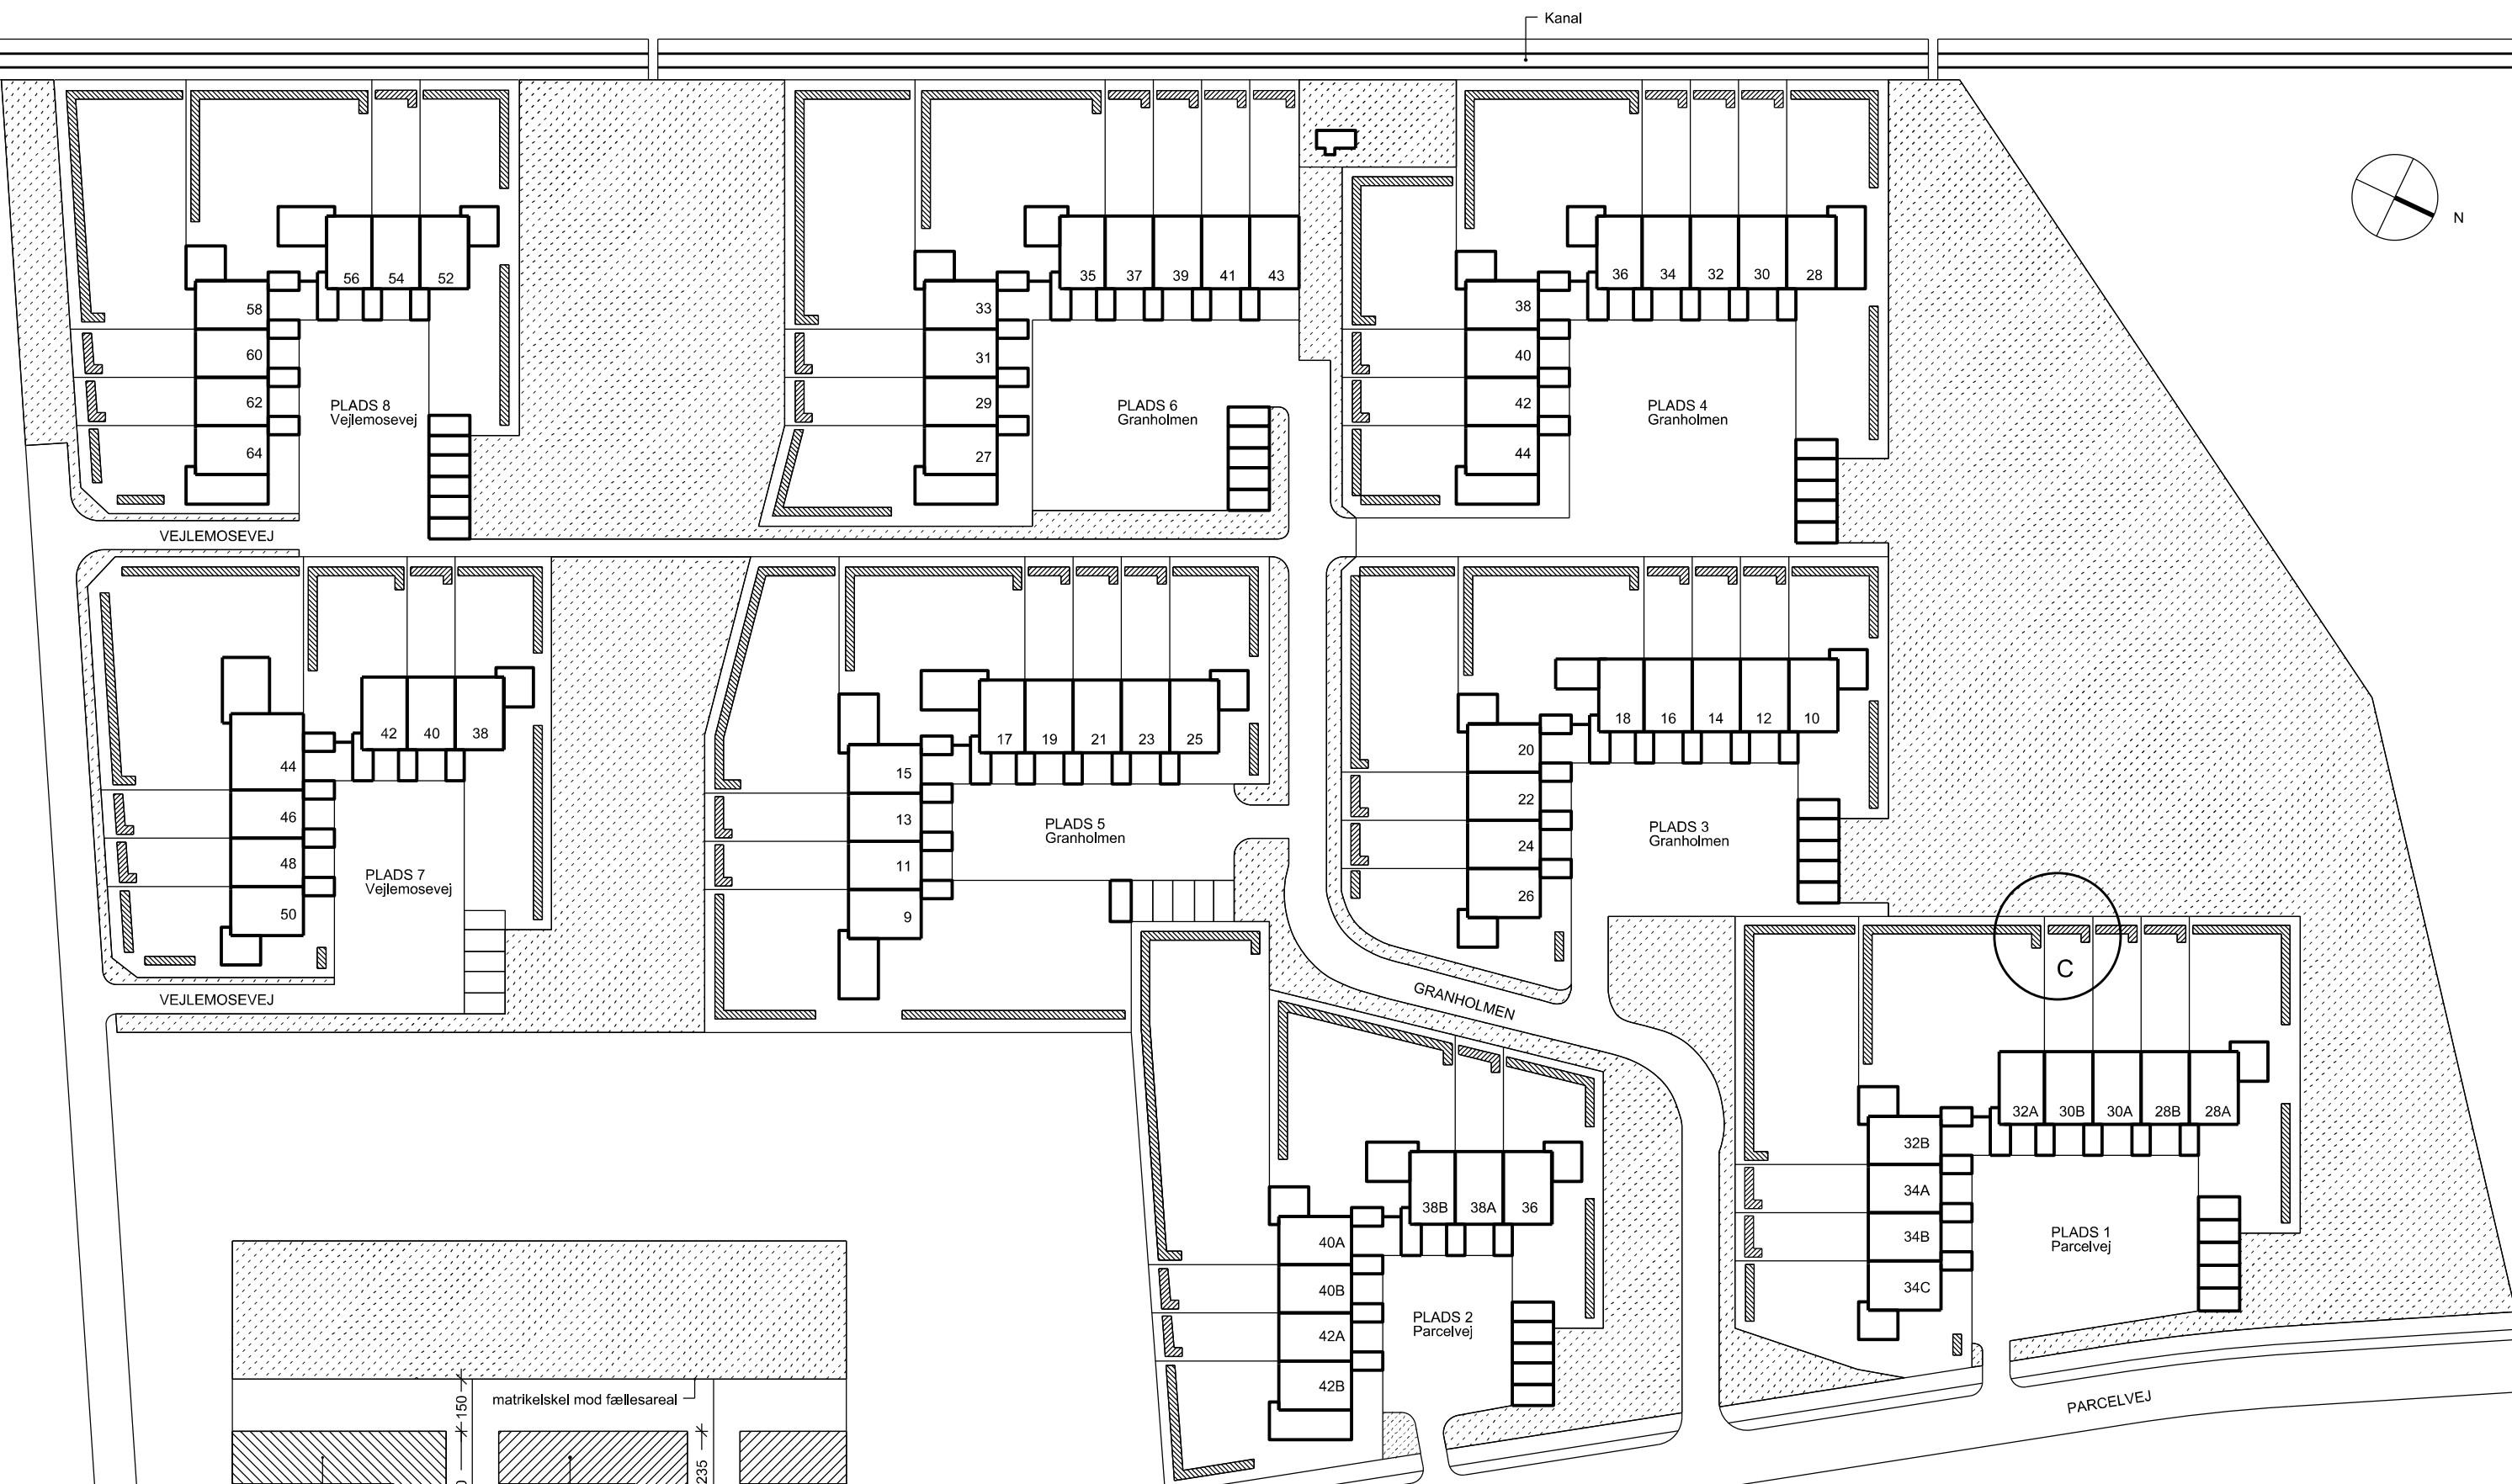 Kanal
N
56 54 52
58
60
62
64
PLADS 8
Vejlemosevej
35 37 39 41 43
33
31
29
27
PLADS 6
Granholmen
36 34 32 30 28
38
40
42
44
PLADS 4
Granholmen
VEJLEMOSEVEJ
42 40 38
44
46
48
50
PLADS 7
Vejlemosevej
VEJLEMOSEVEJ
17 19 21 23 25
15
13
11
9
PLADS 5
Granholmen
18 16 14 12 10
20
22
24
26
PLADS 3
Granholmen
GRANHOLMEN
C
32A 30B 30A 28B 28A
32B
34A
34B
34C
PLADS 1
Parcelvej
38B 38A 36
40A
40B
42A
42B
PLADS 2
Parcelvej
PARCELVEJ
matrikelskel mod fællesareal
150
235